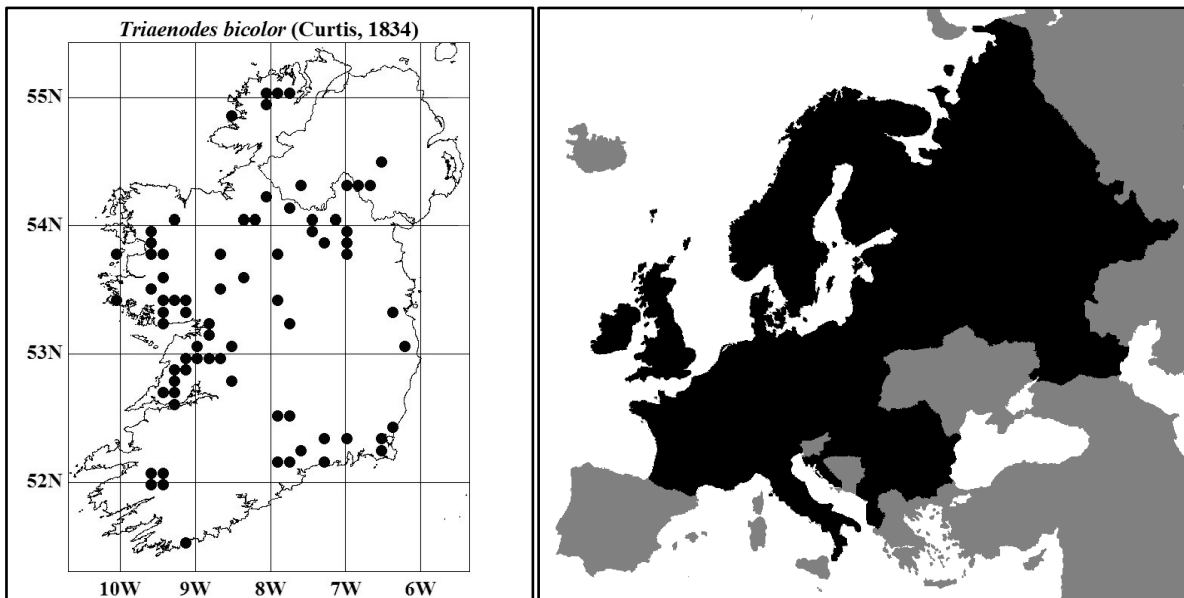 Triaenodes bicolor (Curtis, 1834)
55N
54N
53N
52N
10W 9W 8W 7W 6W